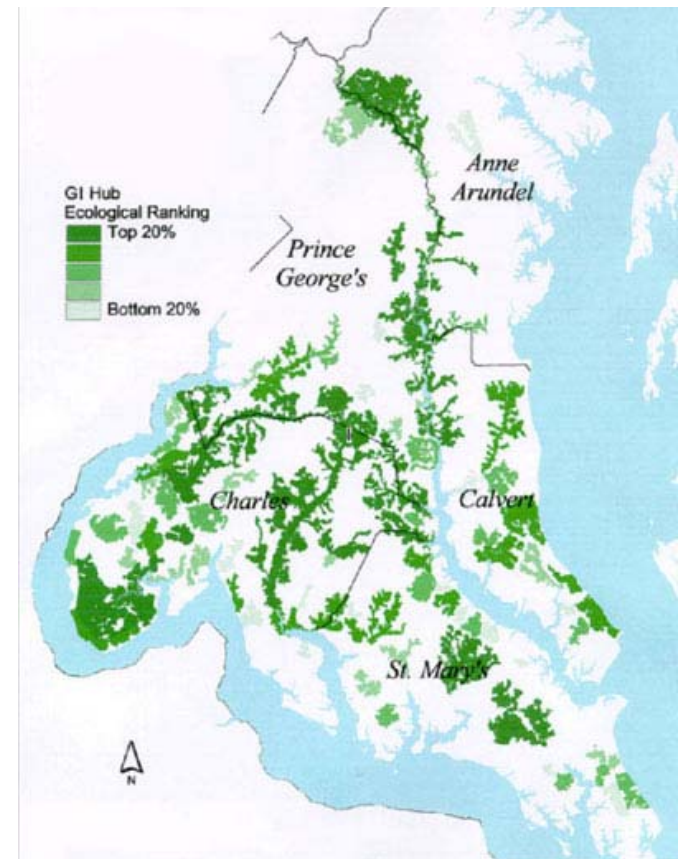 Anne
Arundel
GI Hub
Ecological Ranking
Top 20%
Bottom 20%
Prince
George's
Charles
Calvert
St. Mary's
N